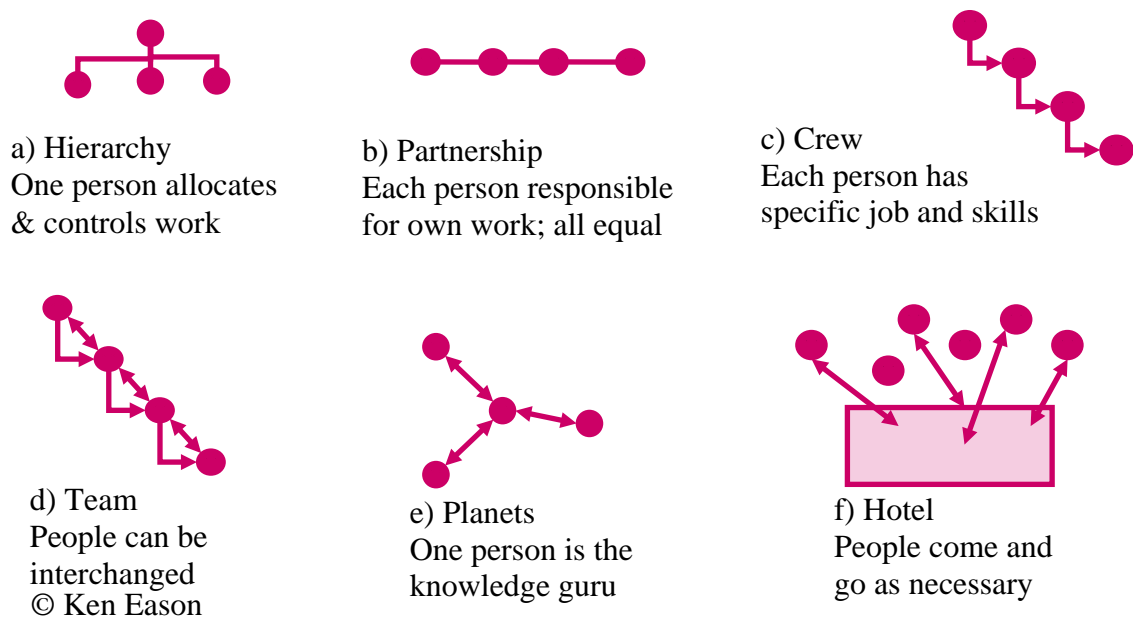 a) Hierarchy
One person allocates
& controls work
b) Partnership
Each person responsible
for own work; all equal
c) Crew
Each person has
specific job and skills
d) Team
People can be
interchanged
© Ken Eason
e) Planets
One person is the
knowledge guru
f) Hotel
People come and
go as necessary